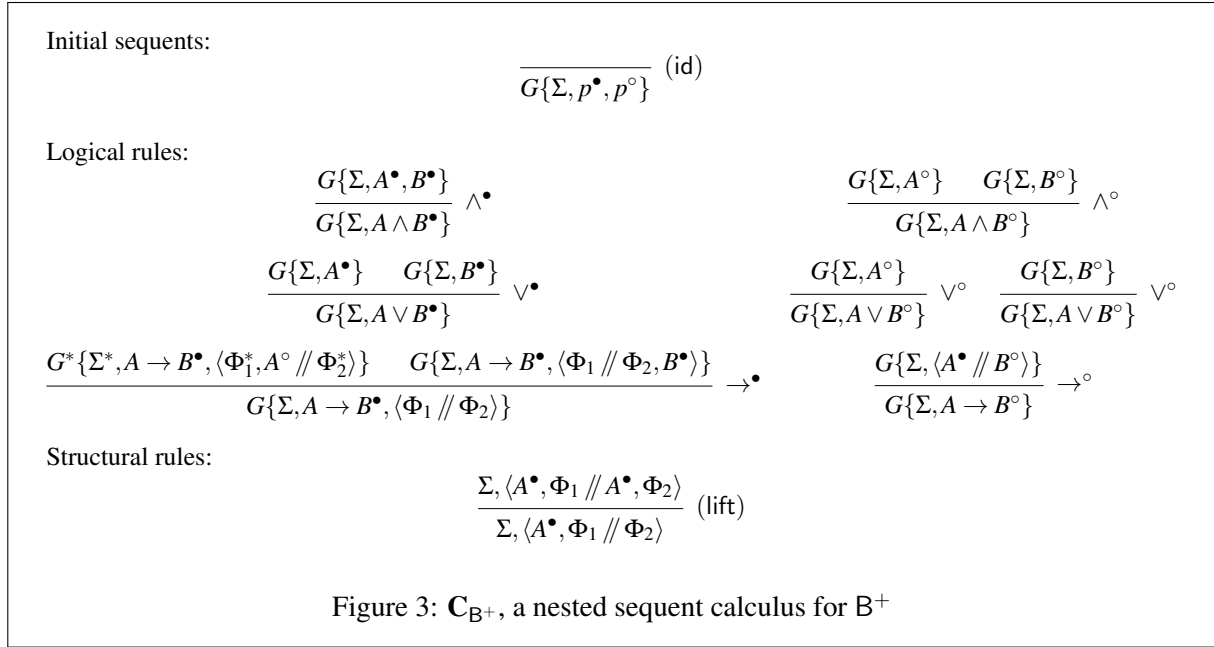 Initial sequents:
G{Σ, p•, p◦} (id)
Logical rules:
G{Σ, A•, B•}
G{Σ, A ∧ B•} ∧•
G{Σ, A◦} G{Σ, B◦}
G{Σ, A ∧ B◦} ∧◦
G{Σ, A•} G{Σ, B•}
G{Σ, A ∨ B•} ∨•
G{Σ, A◦}
G{Σ, A ∨ B◦} ∨◦
G{Σ, B◦}
G{Σ, A ∨ B◦} ∨◦
G*{Σ*, A → B•, ⟨Φ₁*, A◦ // Φ₂*⟩} G{Σ, A → B•, ⟨Φ₁ // Φ₂, B•⟩}
G{Σ, A → B•, ⟨Φ₁ // Φ₂⟩} →•
G{Σ, ⟨A• // B◦⟩}
G{Σ, A → B◦} →◦
Structural rules:
Σ, ⟨A•, Φ₁ // A•, Φ₂⟩
Σ, ⟨A•, Φ₁ // Φ₂⟩ (lift)
Figure 3: C_B+, a nested sequent calculus for B⁺